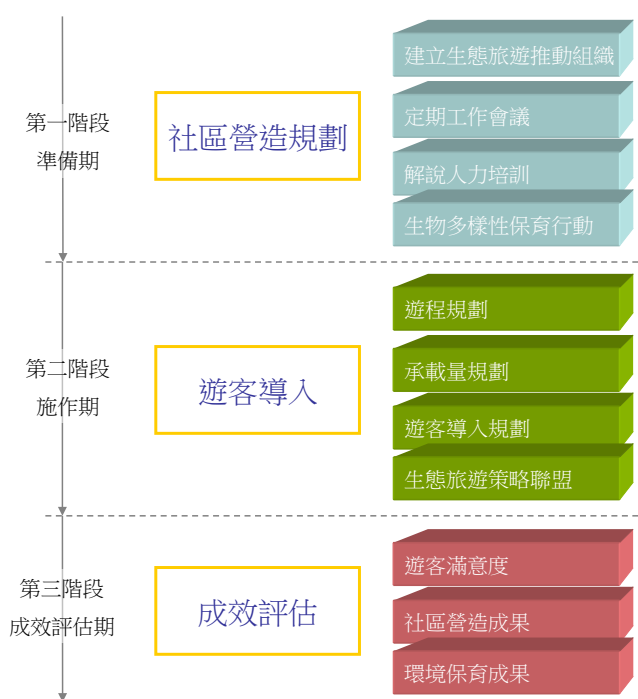 第一階段
準備期
社區營造規劃
建立生態旅遊推動組織
定期工作會議
解說人力培訓
生物多樣性保育行動
第二階段
施作期
遊客導入
遊程規劃
承載量規劃
遊客導入規劃
生態旅遊策略聯盟
第三階段
成效評估期
成效評估
遊客滿意度
社區營造成果
環境保育成果